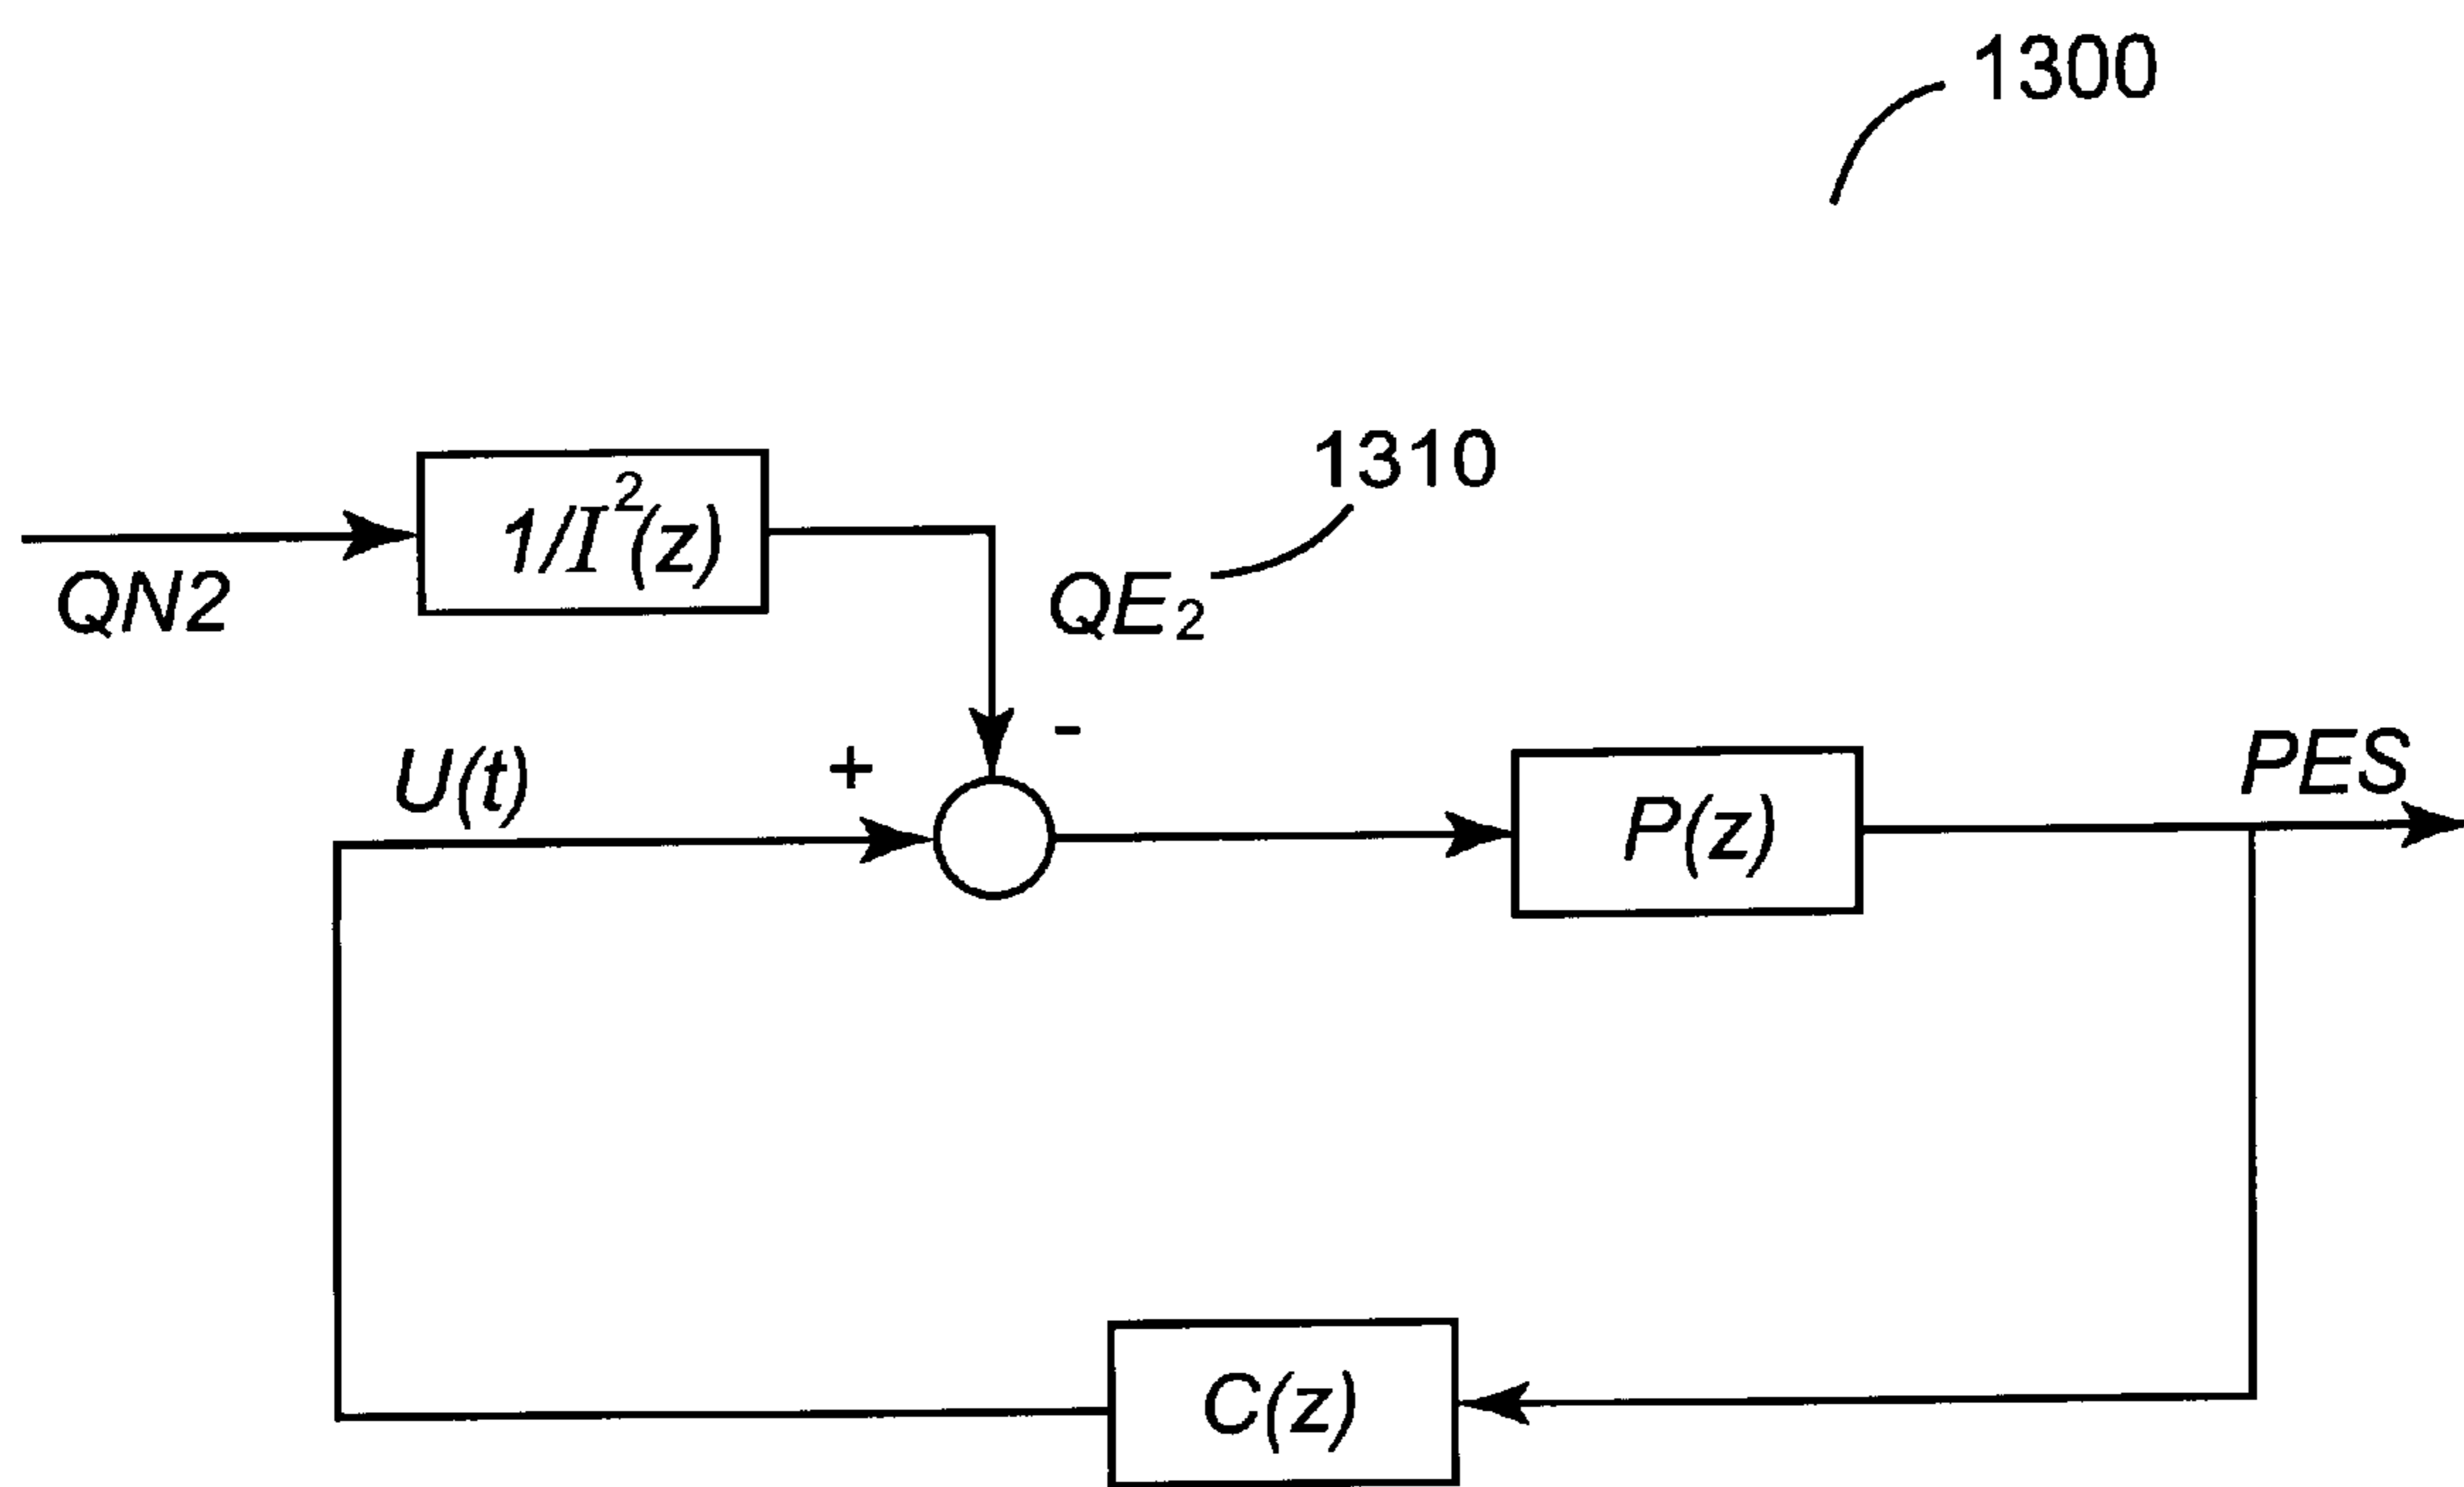 1300
1/I²(z)
1310
QN2
QE₂
-
U(t)
+
PES
P(z)
C(z)